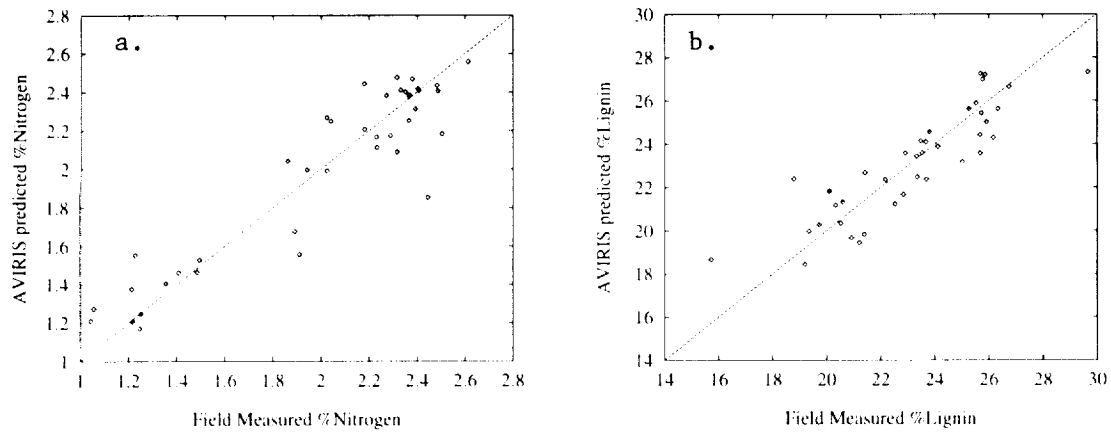 a
2.8
2.6
2.4
2.2
2
1.8
1.6
1.4
1.2
1
AVIRIS predicted %Nitrogen
1 1.2 1.4 1.6 1.8 2 2.2 2.4 2.6 2.8
Field Measured %Nitrogen
b
30
28
26
24
22
20
18
16
14
AVIRIS predicted %Lignin
14 16 18 20 22 24 26 28 30
Field Measured %Lignin